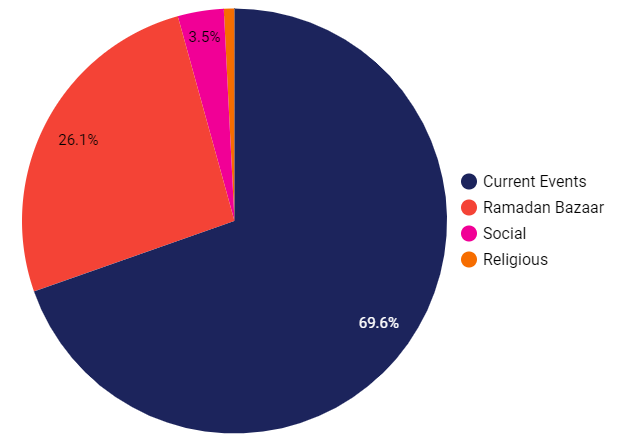 3.5%
26.1%
69.6%
Current Events
Ramadan Bazaar
Social
Religious